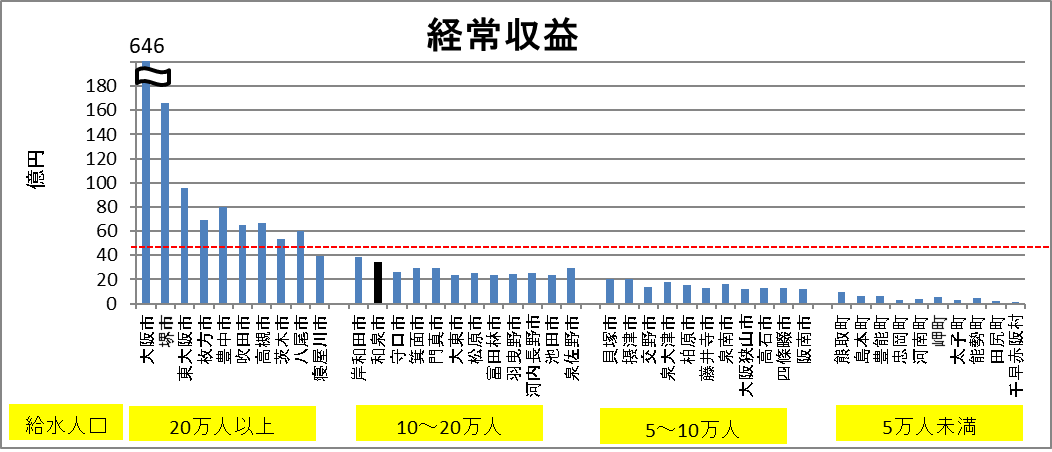 経常収益
646
億円
180
160
140
120
100
80
60
40
20
0
大阪市
堺市
東大阪市
枚方市
豊中市
吹田市
高槻市
茨木市
八尾市
寝屋川市
岸和田市
和泉市
守口市
箕面市
門真市
大東市
松原市
富田林市
羽曳野市
河内長野市
池田市
泉佐野市
貝塚市
摂津市
交野市
泉大津市
柏原市
藤井寺市
泉南市
大阪狭山市
高石市
四條畷市
阪南市
熊取町
島本町
豊能町
忠岡町
河南町
岬町
太子町
能勢町
田尻町
千早赤阪村
給水人口
20万人以上
10～20万人
5～10万人
5万人未満